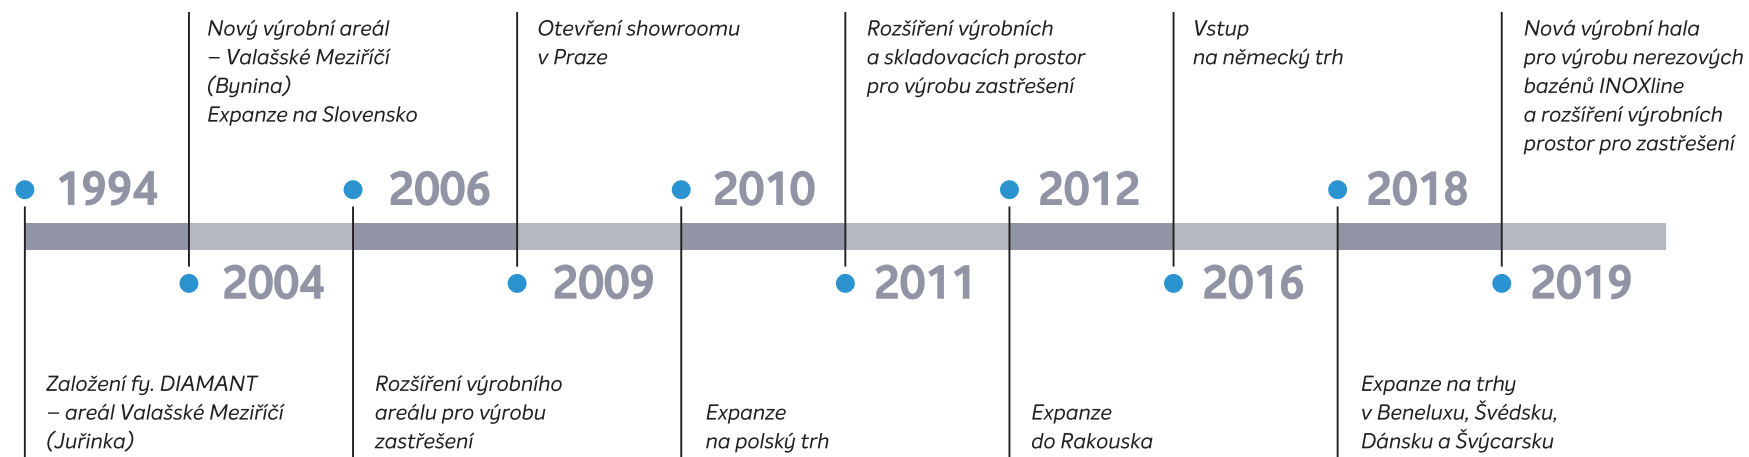 Nový výrobní areál
– Valašské Meziříčí
(Bynina)
Expanze na Slovensko
Otevření showroomu
v Praze
Rozšíření výrobních
a skladovacích prostor
pro výrobu zastřešení
Vstup
na německý trh
Nová výrobní hala
pro výrobu nerezových
bazénů INOXline
a rozšíření výrobních
prostor pro zastřešení
1994
2006
2010
2012
2018
2004
2009
2011
2016
2019
Založení fy. DIAMANT
– areál Valašské Meziříčí
(Juřinka)
Rozšíření výrobního
areálu pro výrobu
zastřešení
Expanze
na polský trh
Expanze
do Rakouska
Expanze na trhy
v Beneluxu, Švédsku,
Dánsku a Švýcarsku